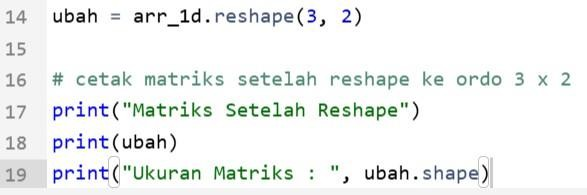 14 ubah = arr_1d.reshape(3, 2)
15
16 # cetak matriks setelah reshape ke ordo 3 x 2
17 print("Matriks Setelah Reshape")
18 print(ubah)
19 print("Ukuran Matriks : ", ubah.shape)